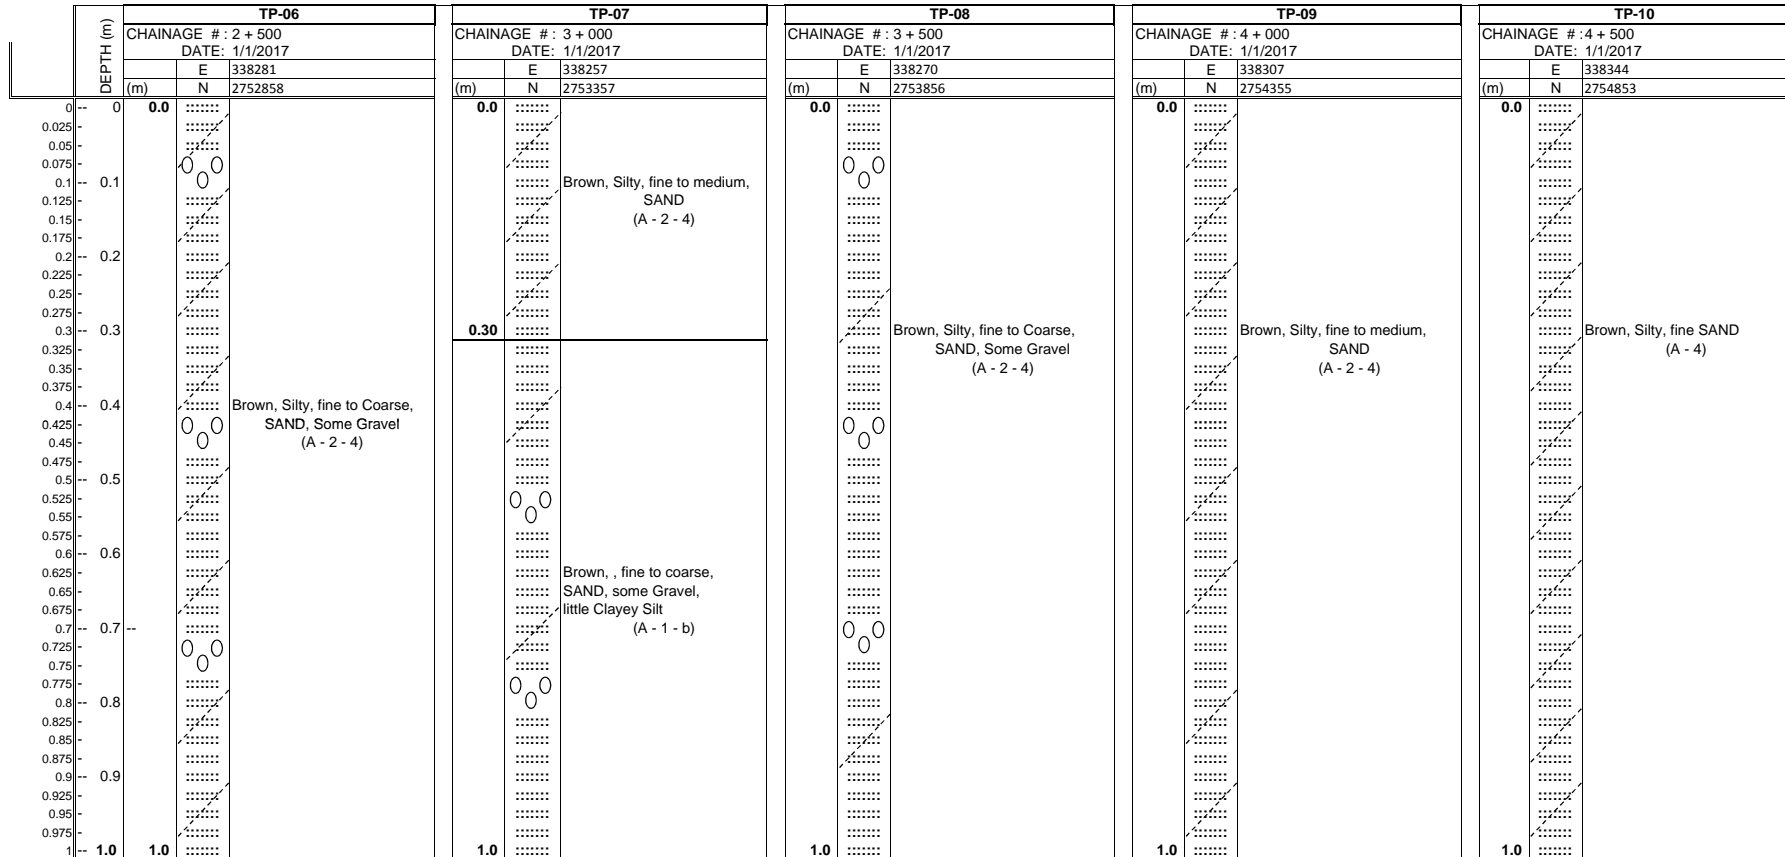 TP-06 TP-07 TP-08 TP-09 TP-10
DEPTH (m)
CHAINAGE # : 2 + 500 CHAINAGE # : 3 + 000 CHAINAGE # : 3 + 500 CHAINAGE # : 4 + 000 CHAINAGE # : 4 + 500
DATE: 1/1/2017 DATE: 1/1/2017 DATE: 1/1/2017 DATE: 1/1/2017 DATE: 1/1/2017
E 338281 E 338257 E 338270 E 338307 E 338344
(m) N 2752858 (m) N 2753357 (m) N 2753856 (m) N 2754355 (m) N 2754853
0 -- 0 0.0 0.0 0.0 0.0 0.0
0.025 -
0.05 -
0.075 -
0.1 -- 0.1 Brown, Silty, fine to medium,
0.125 - SAND
0.15 - (A - 2 - 4)
0.175 -
0.2 -- 0.2
0.225 -
0.25 -
0.275 -
0.3 -- 0.3 0.30 Brown, Silty, fine to Coarse, Brown, Silty, fine to medium, Brown, Silty, fine SAND
0.325 - SAND, Some Gravel SAND (A - 4)
0.35 - (A - 2 - 4) (A - 2 - 4)
0.375 -
0.4 -- 0.4 Brown, Silty, fine to Coarse,
0.425 - SAND, Some Gravel
0.45 - (A - 2 - 4)
0.475 -
0.5 -- 0.5
0.525 -
0.55 -
0.575 -
0.6 -- 0.6
0.625 - Brown, , fine to coarse,
0.65 - SAND, some Gravel,
0.675 - little Clayey Silt
0.7 -- 0.7 -- (A - 1 - b)
0.725 -
0.75 -
0.775 -
0.8 -- 0.8
0.825 -
0.85 -
0.875 -
0.9 -- 0.9
0.925 -
0.95 -
0.975 -
1 -- 1.0 1.0 1.0 1.0 1.0 1.0